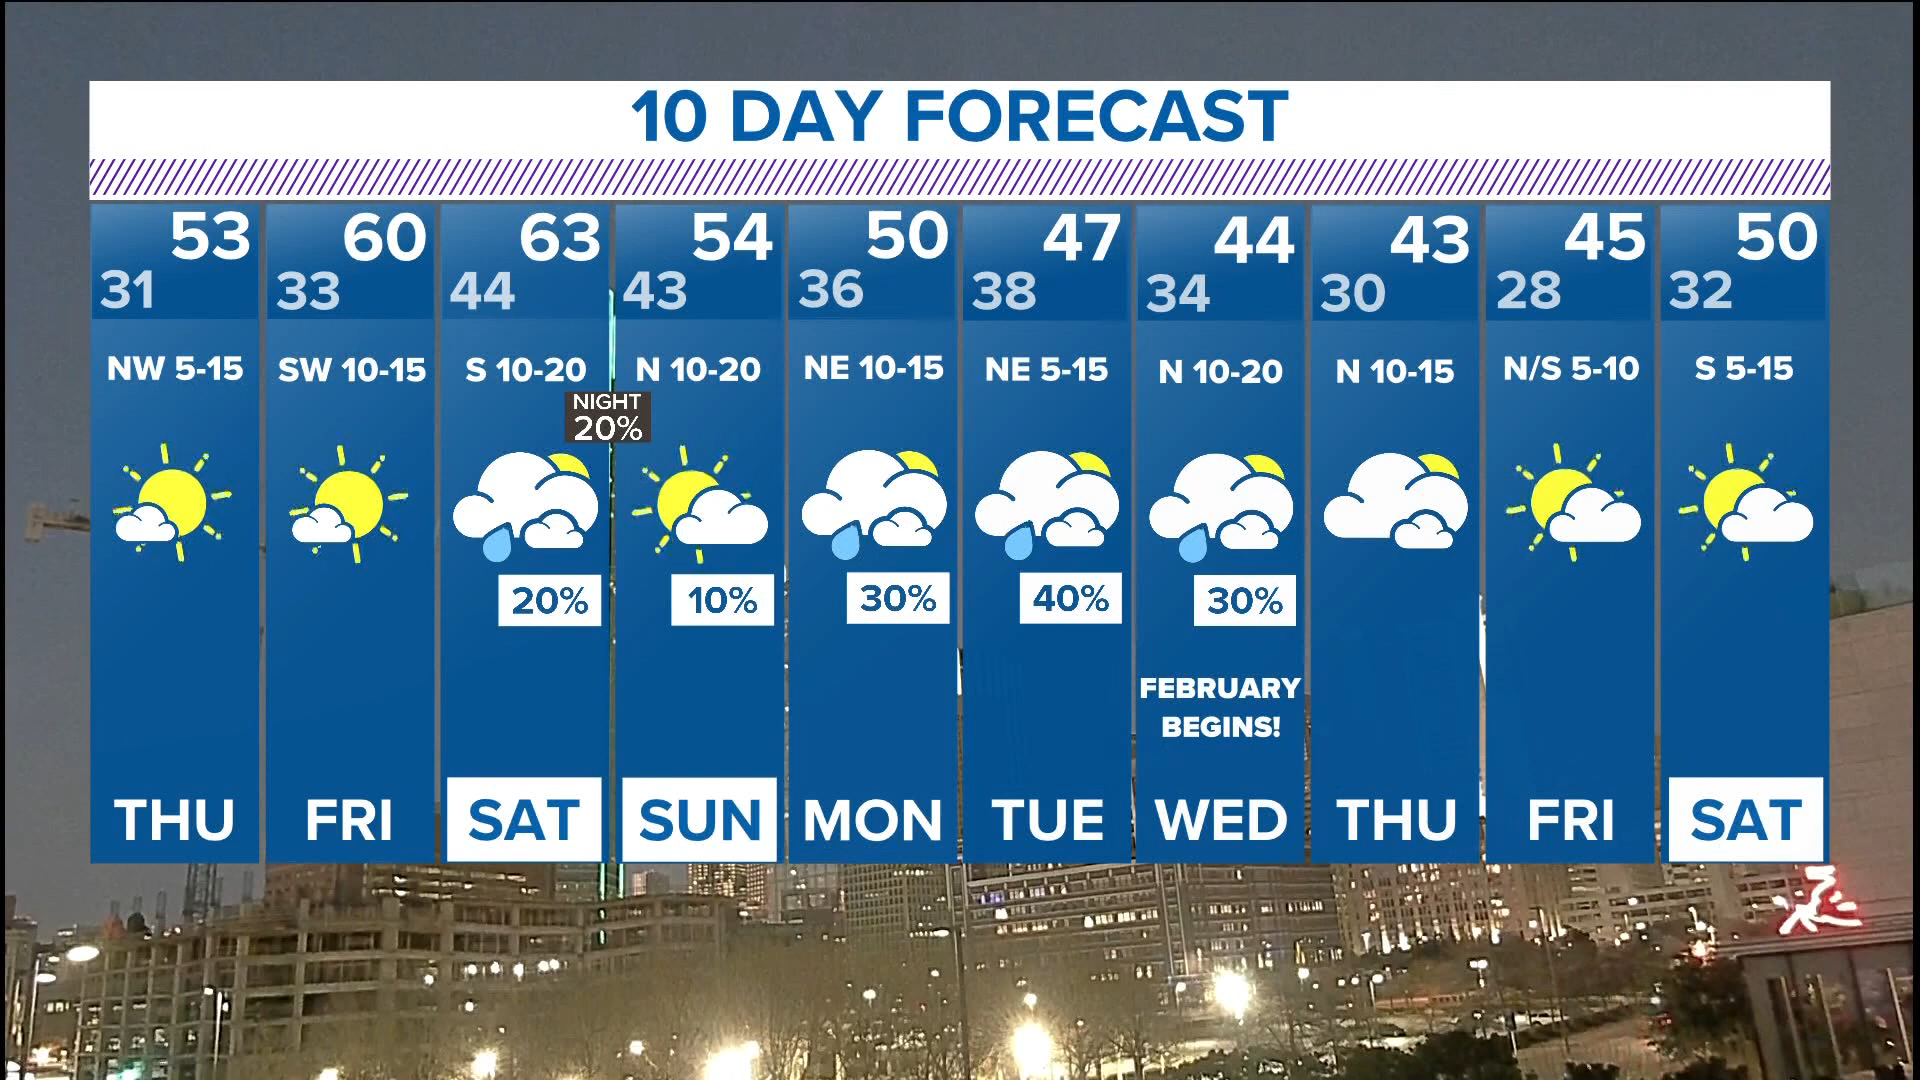 10 DAY FORECAST
53 60 63 54 50 47 44 43 45 50
31 33 44 43 36 38 34 30 28 32
NW 5-15 SW 10-15 S 10-20 N 10-20 NE 10-15 NE 5-15 N 10-20 N 10-15 N/S 5-10 S 5-15
NIGHT
20%
20% 10% 30% 40% 30%
FEBRUARY
BEGINS!
THU FRI SAT SUN MON TUE WED THU FRI SAT